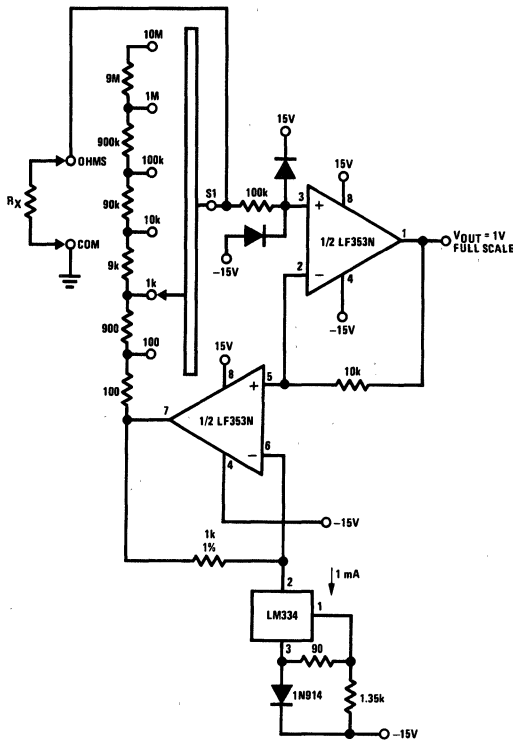 10M
9M
1M
900k
100k
90k
10k
9k
1k
900
100
100
OHMS
RX
COM
S1
100k
15V
-15V
15V
8
3
+
1/2 LF353N
1
2
-
4
-15V
VOUT = 1V
FULL SCALE
10k
15V
8
5
+
7
1/2 LF353N
6
-
4
-15V
1k
1%
2
1 mA
LM334
1
3
90
1N914
1.35k
-15V